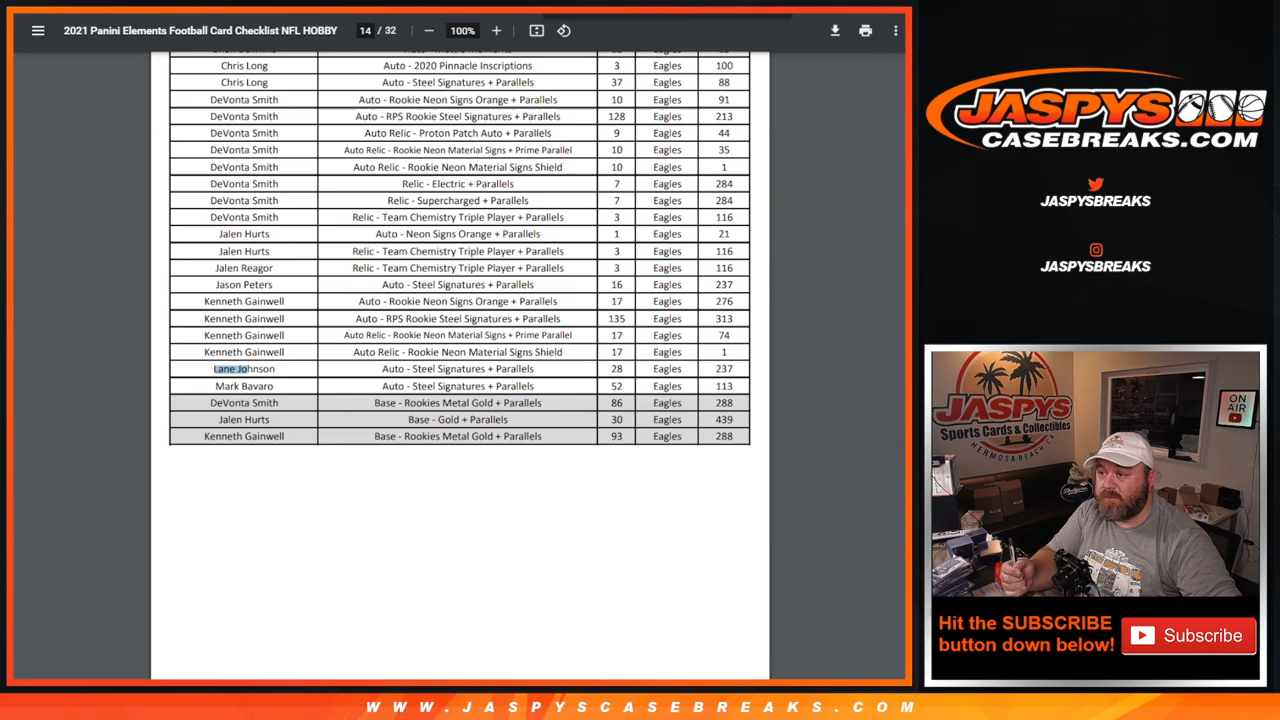 2021 Panini Elements Football Card Checklist NFL HOBBY 14 / 32 100%
Chris Long Auto - 2020 Pinnacle Inscriptions 3 Eagles 100
Chris Long Auto - Steel Signatures + Parallels 37 Eagles 88
DeVonta Smith Auto - Rookie Neon Signs Orange + Parallels 10 Eagles 91
DeVonta Smith Auto - RPS Rookie Steel Signatures + Parallels 128 Eagles 213
DeVonta Smith Auto Relic - Proton Patch Auto + Parallels 9 Eagles 44
DeVonta Smith Auto Relic - Rookie Neon Material Signs + Prime Parallel 10 Eagles 35
DeVonta Smith Auto Relic - Rookie Neon Material Signs Shield 10 Eagles 1
DeVonta Smith Relic - Electric + Parallels 7 Eagles 284
DeVonta Smith Relic - Supercharged + Parallels 7 Eagles 284
DeVonta Smith Relic - Team Chemistry Triple Player + Parallels 3 Eagles 116
Jalen Hurts Auto - Neon Signs Orange + Parallels 1 Eagles 21
Jalen Hurts Relic - Team Chemistry Triple Player + Parallels 3 Eagles 116
Jalen Reagor Relic - Team Chemistry Triple Player + Parallels 3 Eagles 116
Jason Peters Auto - Steel Signatures + Parallels 16 Eagles 237
Kenneth Gainwell Auto - Rookie Neon Signs Orange + Parallels 17 Eagles 276
Kenneth Gainwell Auto - RPS Rookie Steel Signatures + Parallels 135 Eagles 313
Kenneth Gainwell Auto Relic - Rookie Neon Material Signs + Prime Parallel 17 Eagles 74
Kenneth Gainwell Auto Relic - Rookie Neon Material Signs Shield 17 Eagles 1
Lane Johnson Auto - Steel Signatures + Parallels 28 Eagles 237
Mark Bavaro Auto - Steel Signatures + Parallels 52 Eagles 113
DeVonta Smith Base - Rookies Metal Gold + Parallels 86 Eagles 288
Jalen Hurts Base - Gold + Parallels 30 Eagles 439
Kenneth Gainwell Base - Rookies Metal Gold + Parallels 93 Eagles 288
JASPYS
CASEBREAKS.COM
JASPYSBREAKS
JASPYSBREAKS
JASPYS
Sports Cards & Collectibles
HERMOSA BEACH, CA
ON
AIR
Hit the SUBSCRIBE
button down below!
Subscribe
WWW.JASPYSCASEBREAKS.COM